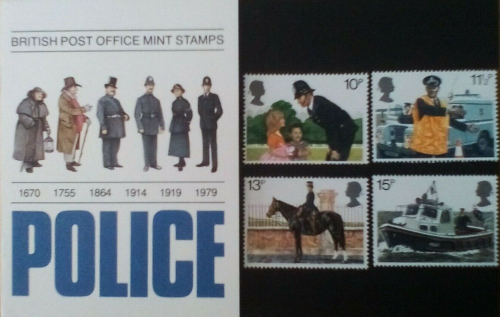 BRITISH POST OFFICE MINT STAMPS
1670 1755 1864 1914 1919 1979
POLICE
10P
11½P
13P
15P